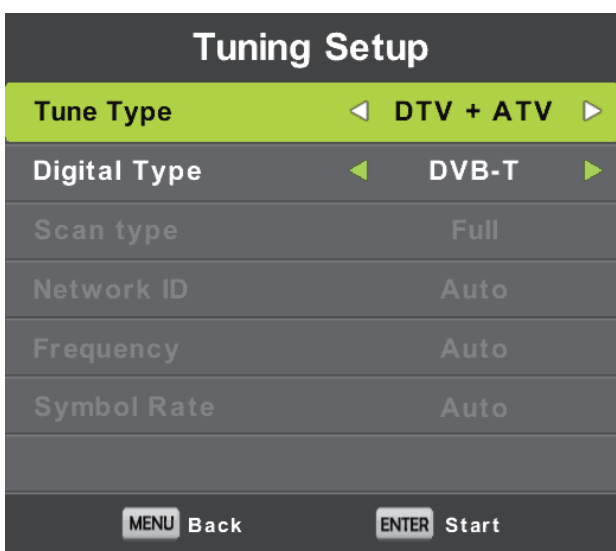 Tuning Setup
Tune Type DTV + ATV
Digital Type DVB-T
Scan type Full
Network ID Auto
Frequency Auto
Symbol Rate Auto
MENU Back ENTER Start